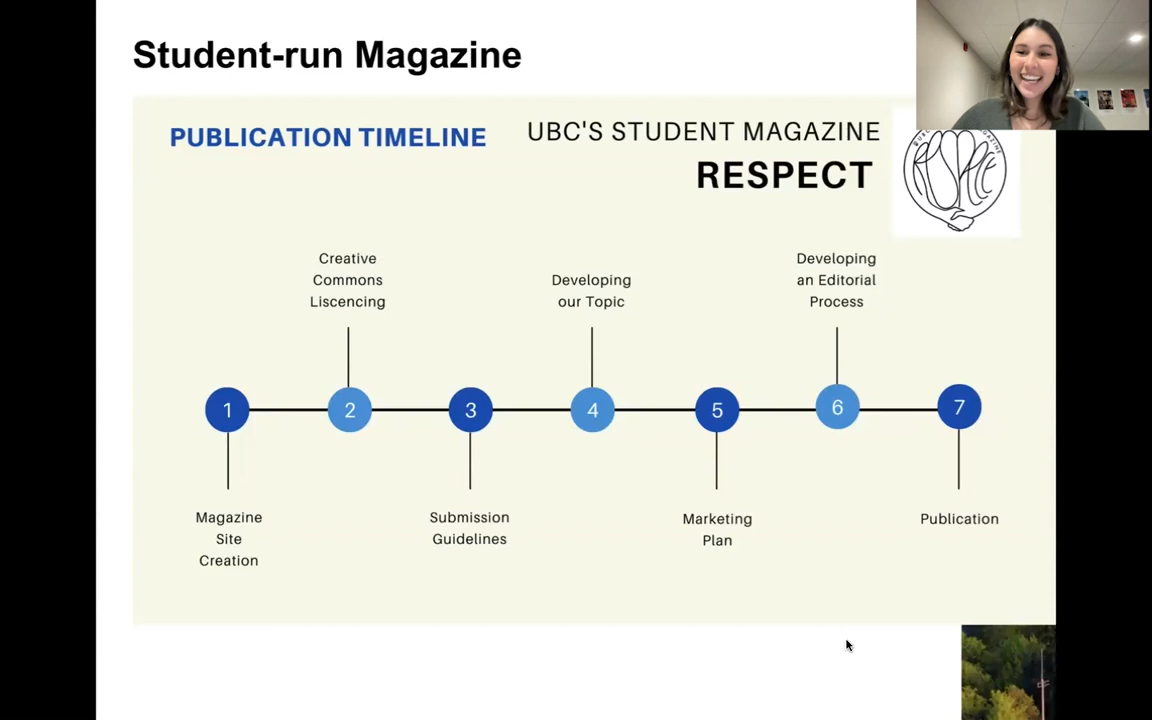 Student-run Magazine
PUBLICATION TIMELINE
UBC'S STUDENT MAGAZINE
RESPECT
Creative
Commons
Liscencing
Developing
our Topic
Developing
an Editorial
Process
1
2
3
4
5
6
7
Magazine
Site
Creation
Submission
Guidelines
Marketing
Plan
Publication